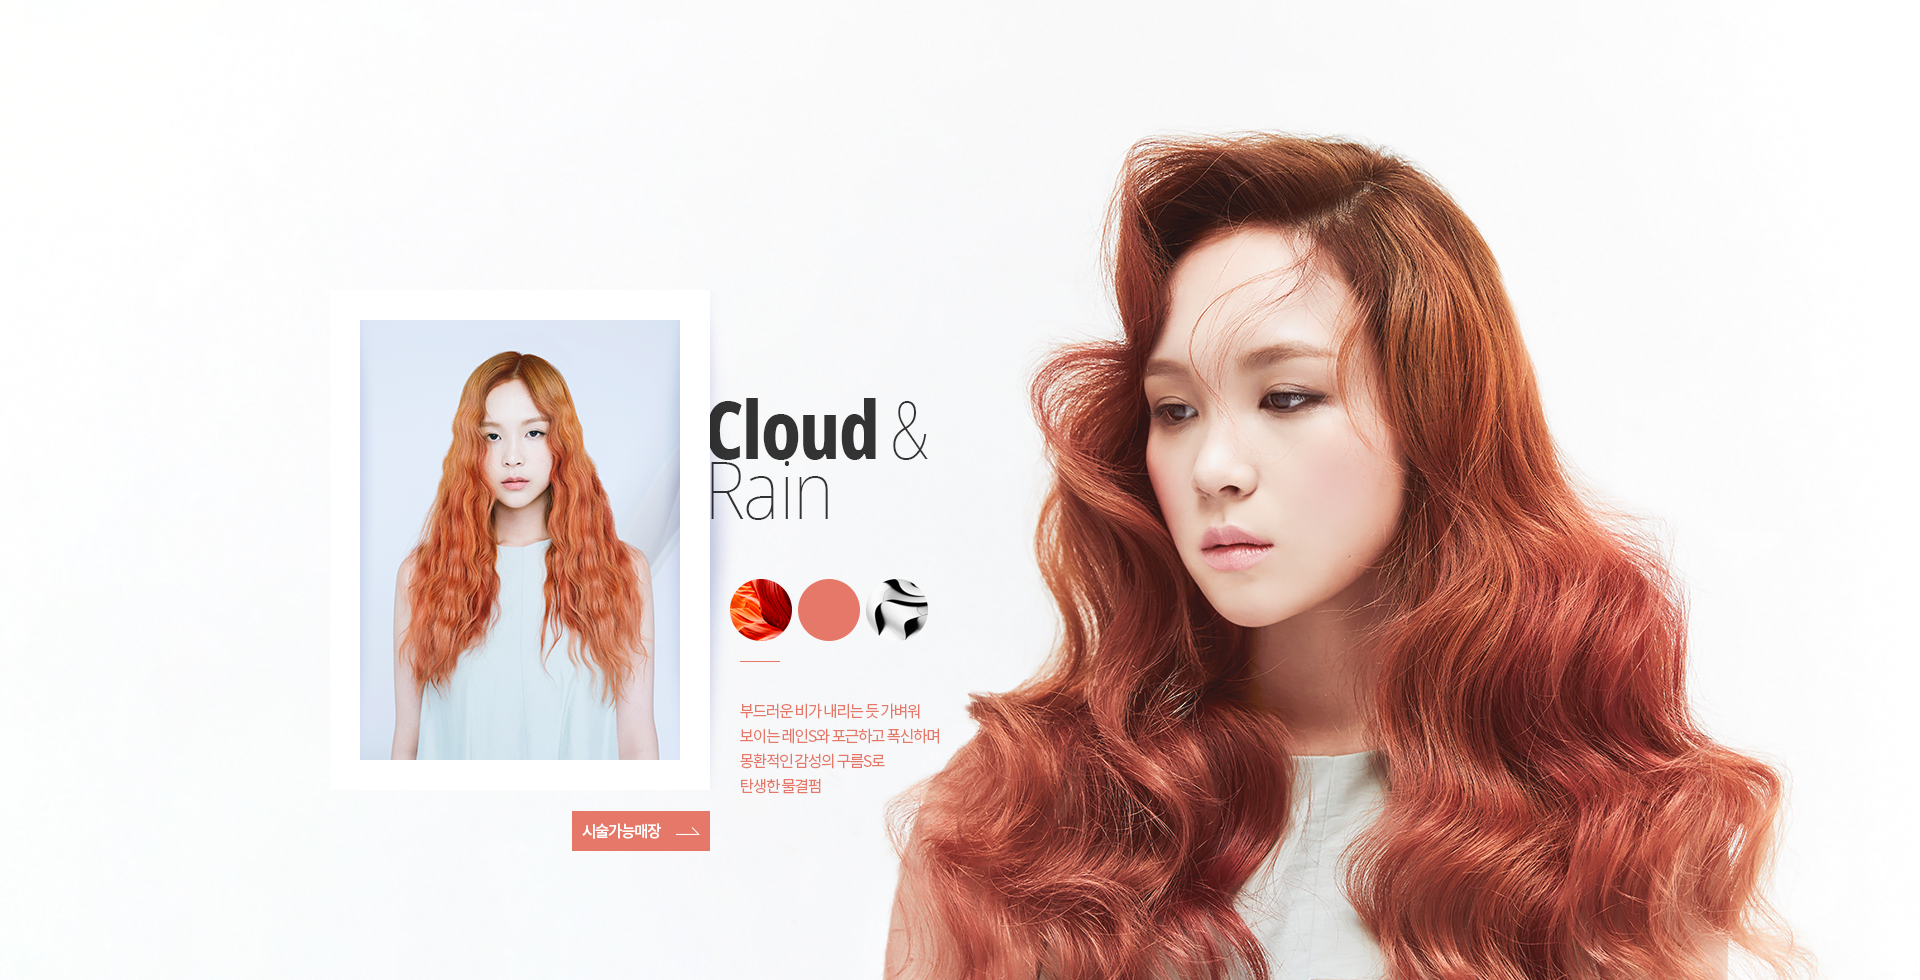 Cloud &
Rain
부드러운 비가 내리는 듯 가벼워
보이는 레인S와 포근하고 푹신하며
몽환적인 감성의 구름S로
탄생한 물결펌
시술가능매장